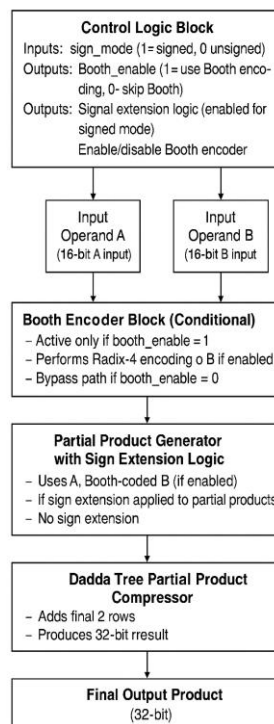 Control Logic Block
Inputs: sign_mode (1= signed, 0 unsigned)
Outputs: Booth_enable (1= use Booth enco-
ding, 0- skip Booth)
Outputs: Signal extension logic (enabled for
signed mode)
Enable/disable Booth encoder
Input
Operand A
(16-bit A input)
Input
Operand B
(16-bit B input
Booth Encoder Block (Conditional)
– Active only if booth_enable = 1
– Performs Radix-4 encoding o B if enabled
– Bypass path if booth_enable = 0
Partial Product Generator
with Sign Extension Logic
– Uses A, Booth-coded B (if enabled)
– if sign extension applied to partial products
– No sign extension
Dadda Tree Partial Product
Compressor
– Adds final 2 rows
– Produces 32-bit rresult
Final Output Product
(32-bit)